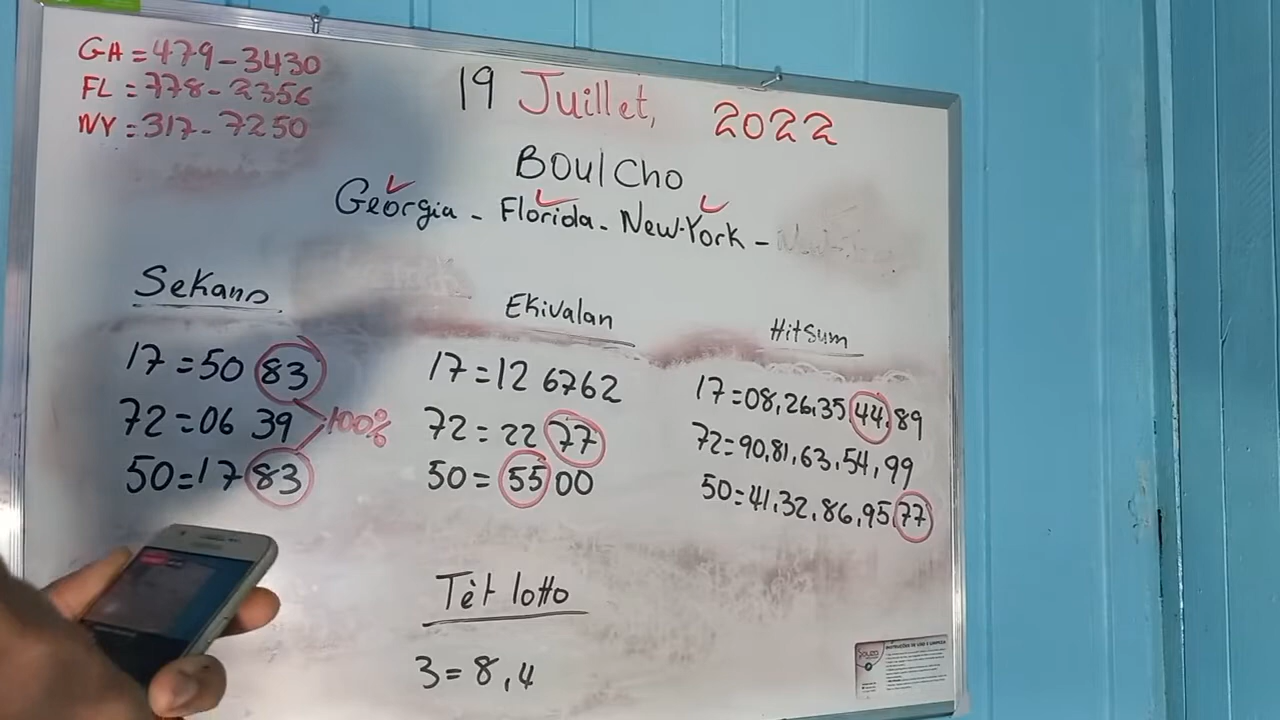 GA = 479-3430
FL = 778-2356
NY = 317-7250
19 Juillet, 2022
BoulCho
Georgia - Florida - New-York -
Sekans
17 = 50 83
72 = 06 39
50 = 17 83
100%
Ekivalan
17 = 12 6762
72 = 22 77
50 = 55 00
HitSum
17 = 08, 26, 35, 44, 89
72 = 90, 81, 63, 54, 99
50 = 41, 32, 86, 95, 77
Tèt lotto
3 = 8, 4